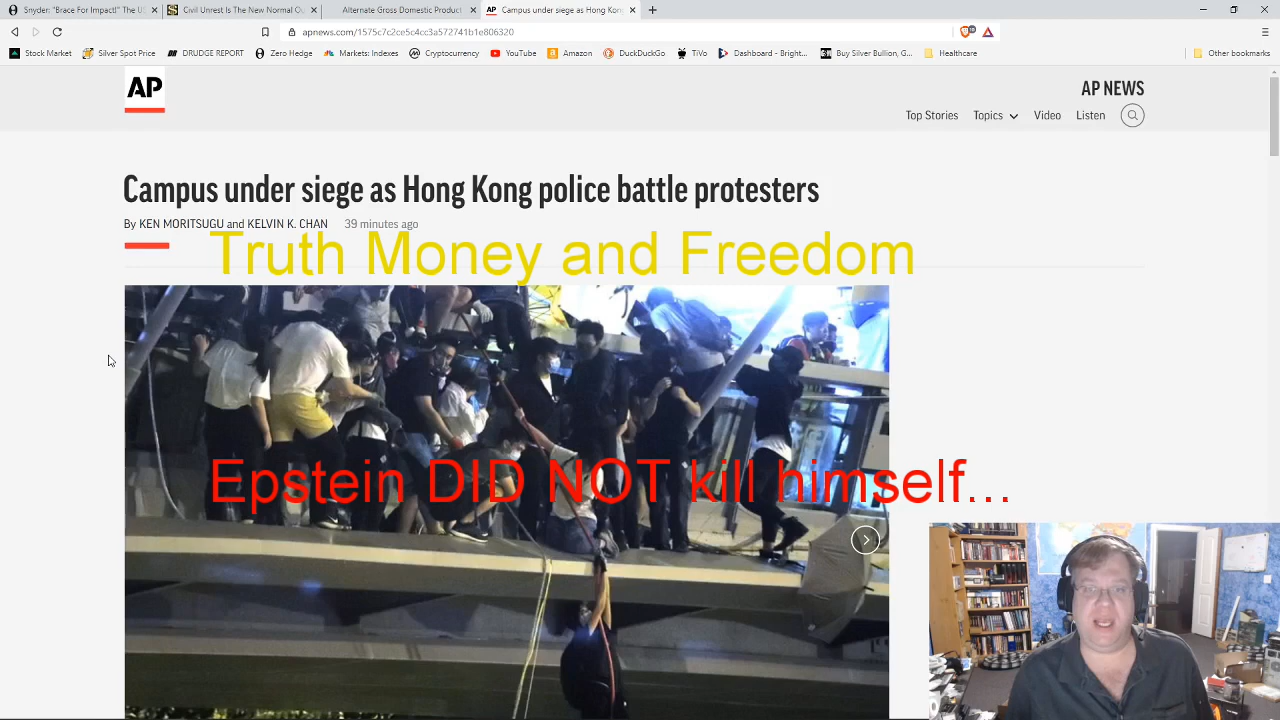 Snyder: "Brace For Impact!" The U
Civil Unrest Is The New Normal O
Alternate Gross Domestic Product
Campus under siege as Hong Kong
apnews.com/1575c7c2ce5c4cc3a572741b1e806320
Stock Market
Silver Spot Price
DRUDGE REPORT
Zero Hedge
Markets: Indexes
Cryptocurrency
YouTube
Amazon
DuckDuckGo
TiVo
Dashboard - Bright...
Buy Silver Bullion, G...
Healthcare
Other bookmarks
AP
AP NEWS
Top Stories
Topics
Video
Listen
Campus under siege as Hong Kong police battle protesters
By KEN MORITSUGU and KELVIN K. CHAN 39 minutes ago
Truth Money and Freedom
Epstein DID NOT kill himself...